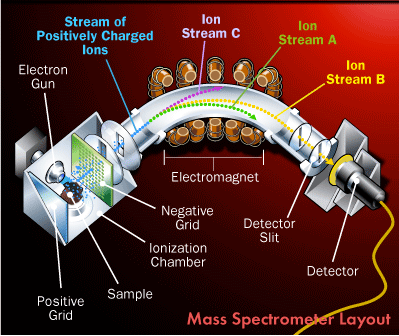 Stream of
Positively Charged
Ions
Ion
Stream C
Ion
Stream A
Ion
Stream B
Electron
Gun
Electromagnet
Negative
Grid
Ionization
Chamber
Sample
Positive
Grid
Detector
Slit
Detector
Mass Spectrometer Layout